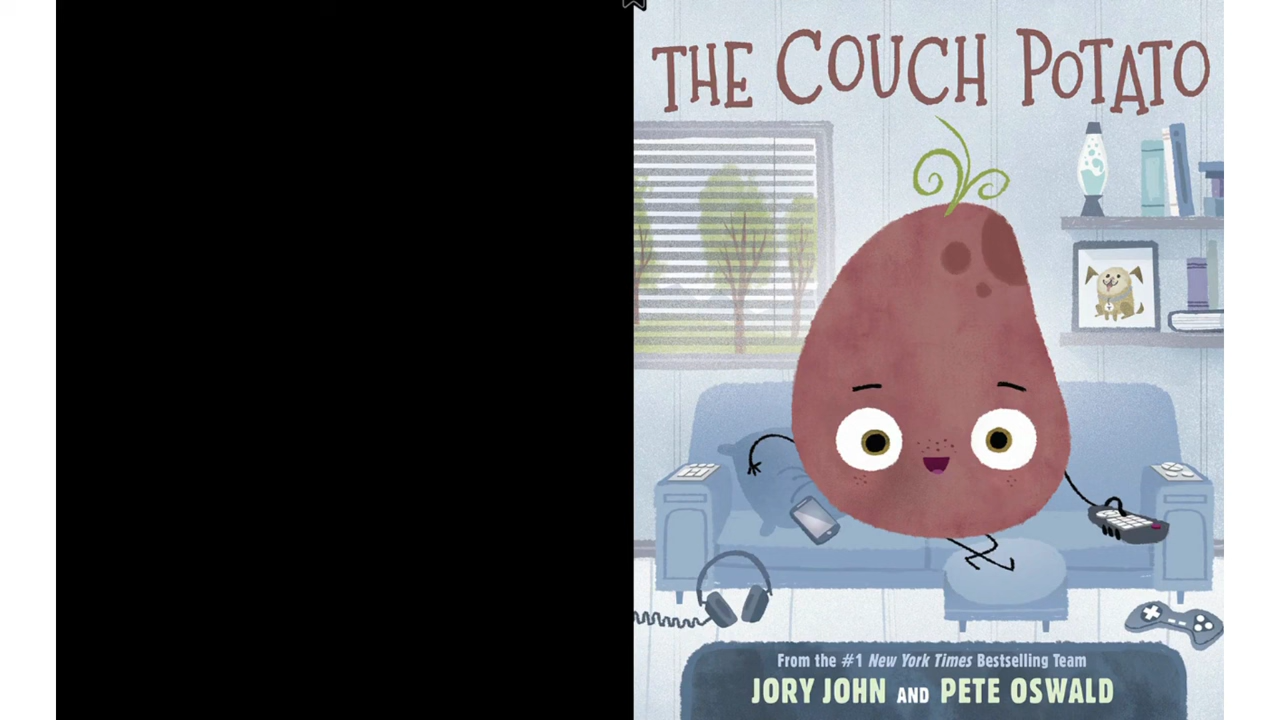 THE COUCH POTATO
From the #1 New York Times Bestselling Team
JORY JOHN AND PETE OSWALD